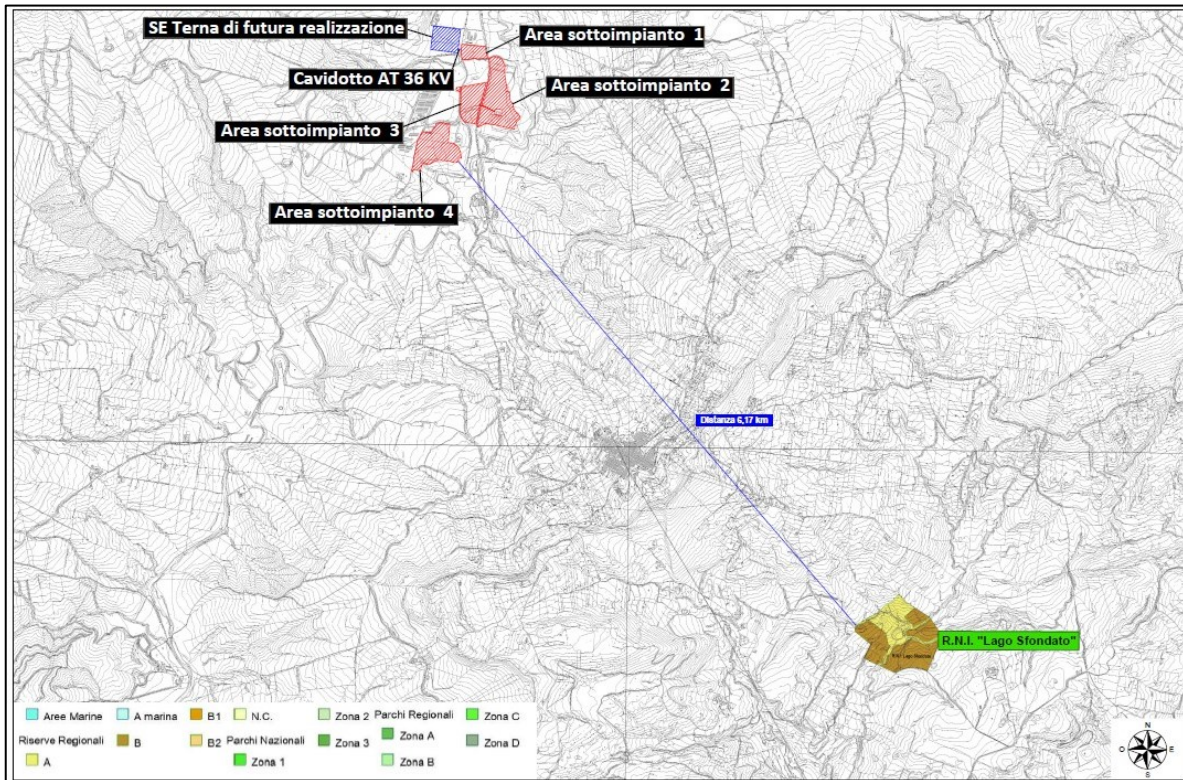 SE Terna di futura realizzazione
Area sottoimpianto 1
Cavidotto AT 36 KV
Area sottoimpianto 2
Area sottoimpianto 3
Area sottoimpianto 4
Distanza 6,17 km
R.N.I. "Lago Sfondato"
Aree Marine
A marina
B1
N.C.
Zona 2
Parchi Regionali
Zona C
Riserve Regionali
B
B2
Parchi Nazionali
Zona 3
Zona A
Zona D
A
Zona 1
Zona B
N
O
E
S